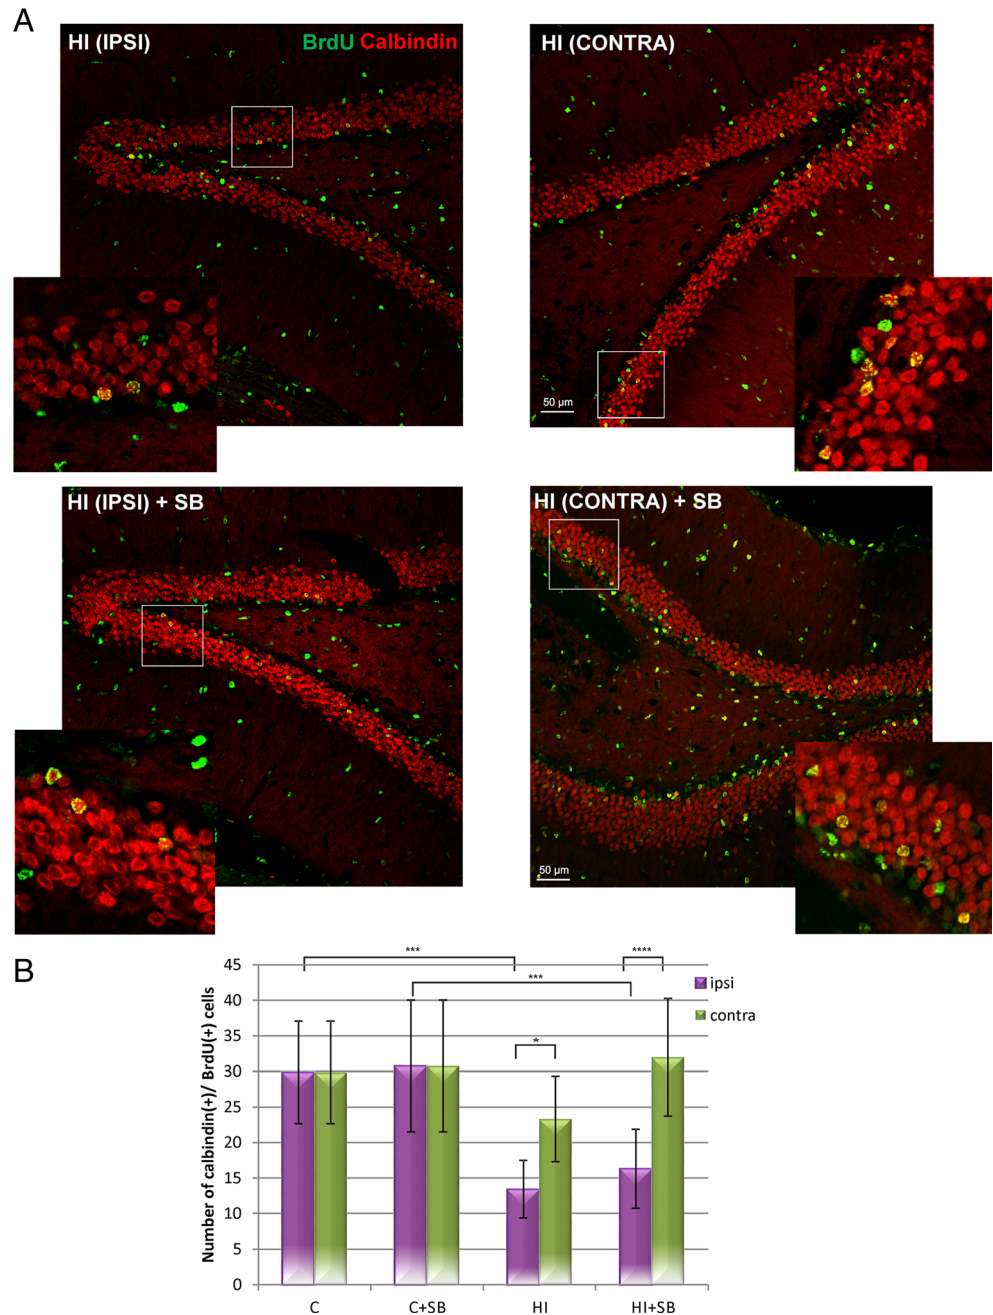 A
HI (IPSI)
BrdU Calbindin
HI (CONTRA)
50 µm
HI (IPSI) + SB
HI (CONTRA) + SB
50 µm
B
Number of calbindin(+)/ BrdU(+) cells
45
40
35
30
25
20
15
10
5
0
***
***
*
****
ipsi
contra
C
C+SB
HI
HI+SB